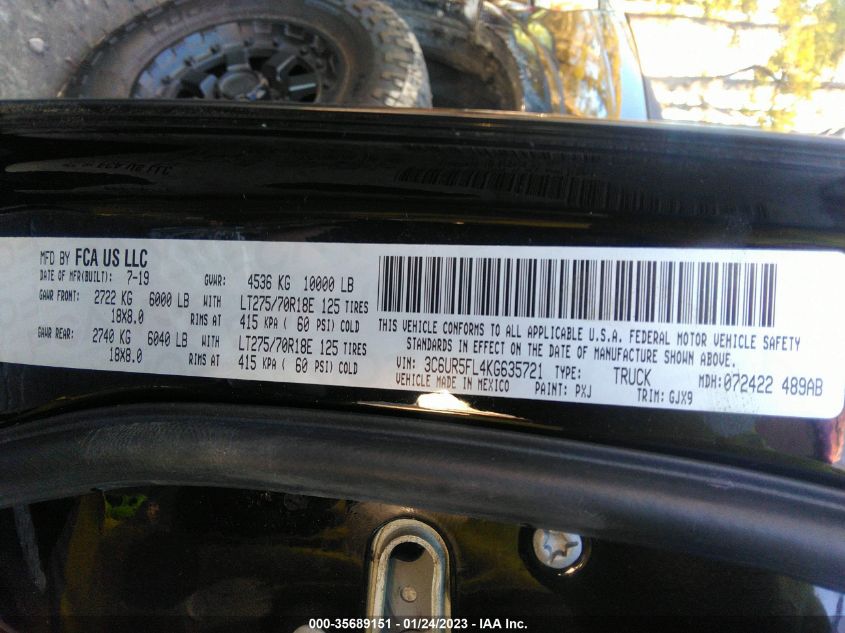 MFD BY FCA US LLC
DATE OF MFR(BUILT): 7-19 GVWR: 4536 KG 10000 LB
GAWR FRONT: 2722 KG 6000 LB WITH LT275/70R18E 125 TIRES
18X8.0 RIMS AT 415 KPA ( 60 PSI) COLD
GAWR REAR: 2740 KG 6040 LB WITH LT275/70R18E 125 TIRES
18X8.0 RIMS AT 415 KPA ( 60 PSI) COLD
THIS VEHICLE CONFORMS TO ALL APPLICABLE U.S.A. FEDERAL MOTOR VEHICLE SAFETY
STANDARDS IN EFFECT ON THE DATE OF MANUFACTURE SHOWN ABOVE.
VIN: 3C6UR5FL4KG635721 TYPE: TRUCK MDH: 072422 489AB
VEHICLE MADE IN MEXICO PAINT: PXJ TRIM: GJX9
000-35689151 - 01/24/2023 - IAA Inc.